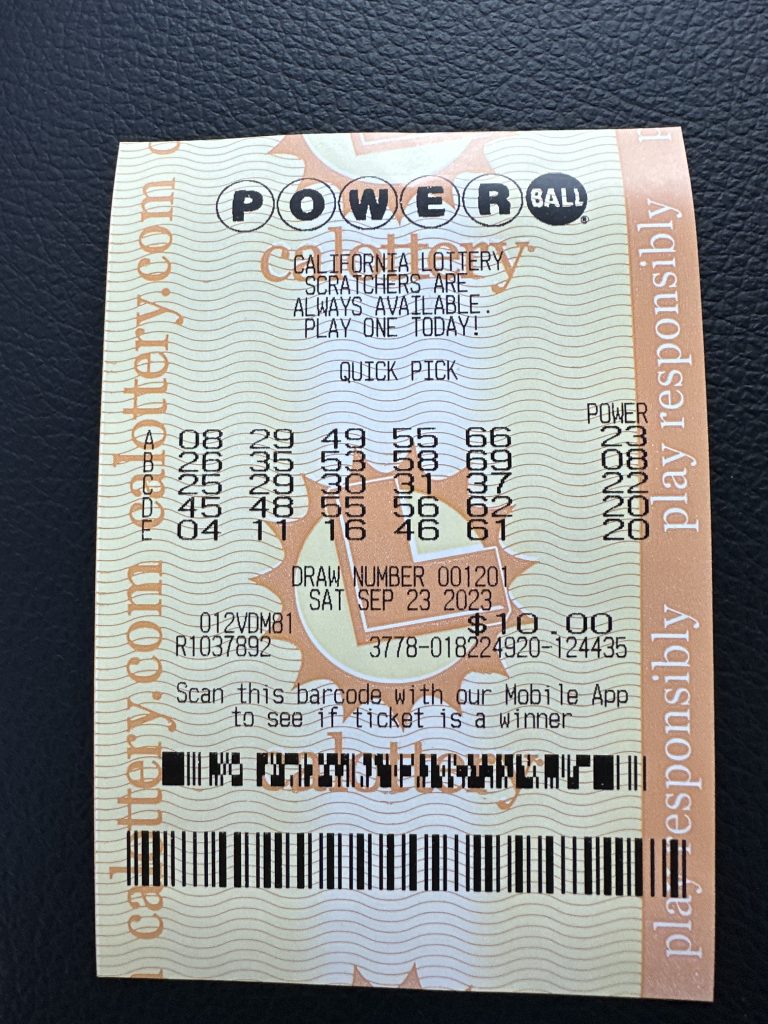 POWER BALL
calottery
CALIFORNIA LOTTERY
SCRATCHERS ARE
ALWAYS AVAILABLE.
PLAY ONE TODAY!
QUICK PICK
POWER
A 08 29 49 55 66 23
B 26 35 53 58 69 08
C 25 29 30 31 37 22
D 45 48 55 56 62 20
E 04 11 16 46 61 20
DRAW NUMBER 001201
SAT SEP 23 2023
012VDM81 $10.00
R1037892 3778-018224920-124435
Scan this barcode with our Mobile App
to see if ticket is a winner
calottery
calottery.com calottery.com
play responsibly play responsibly